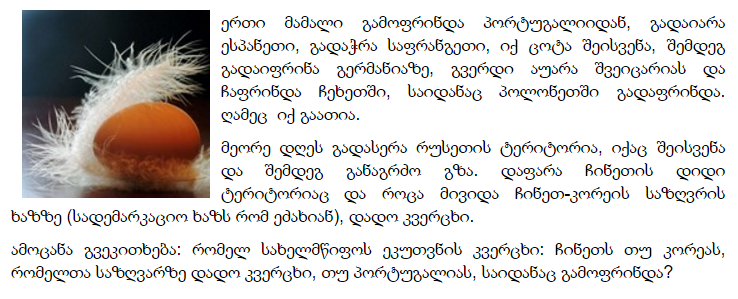 ერთი მამალი გამოფრინდა პორტუგალიიდან, გადაიარა
ესპანეთი, გადაჭრა საფრანგეთი, იქ ცოტა შეისვენა, შემდეგ
გადაიფრინა გერმანიაზე, გვერდი აუარა შვეიცარიას და
ჩაფრინდა ჩეხეთში, საიდანაც პოლონეთში გადაფრინდა.
ღამეც იქ გაათია.
მეორე დღეს გადასერა რუსეთის ტერიტორია, იქაც შეისვენა
და შემდეგ განაგრძო გზა. დაფარა ჩინეთის დიდი
ტერიტორიაც და როცა მივიდა ჩინეთ-კორეის საზღვრის
ხაზზე (სადემარკაციო ხაზს რომ ეძახიან), დადო კვერცხი.
ამოცანა გვეკითხება: რომელ სახელმწიფოს ეკუთვნის კვერცხი: ჩინეთს თუ კორეას,
რომელთა საზღვარზე დადო კვერცხი, თუ პორტუგალიას, საიდანაც გამოფრინდა?